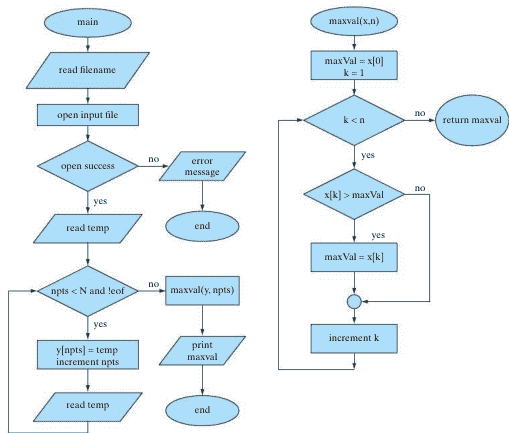 main
read filename
open input file
open success
no
error
message
yes
end
read temp
npts < N and !eof
no
maxval(y, npts)
yes
y[npts] = temp
increment npts
print
maxval
read temp
end
maxval(x,n)
maxVal = x[0]
k = 1
k < n
no
return maxval
yes
x[k] > maxVal
no
yes
maxVal = x[k]
increment k